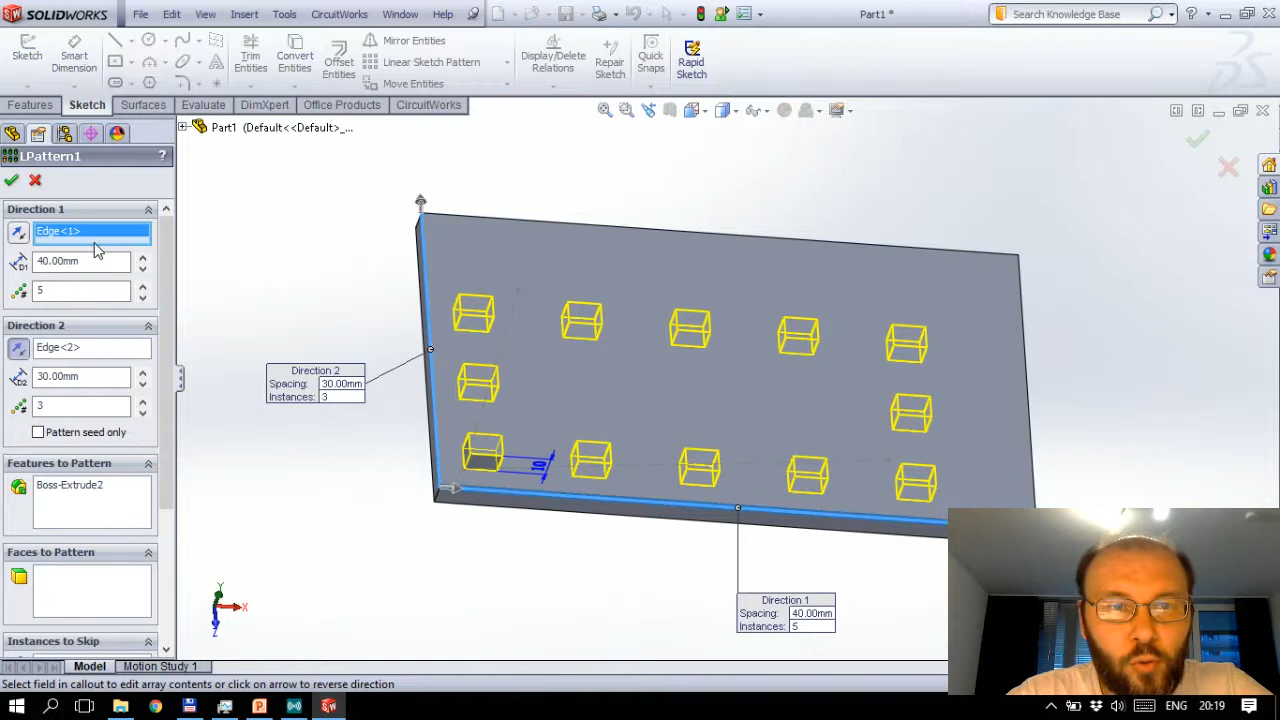 SOLIDWORKS File Edit View Insert Tools CircuitWorks Window Help Part1 * Search Knowledge Base
Sketch Smart Dimension Trim Entities Convert Entities Offset Entities Mirror Entities Linear Sketch Pattern Move Entities Display/Delete Relations Repair Sketch Quick Snaps Rapid Sketch
Features Sketch Surfaces Evaluate DimXpert Office Products CircuitWorks
Part1 (Default<<Default>_...
LPattern1 ?
Direction 1
Edge<1>
D1 40.00mm
5
Direction 2
Edge<2>
D2 30.00mm
3
Pattern seed only
Features to Pattern
Boss-Extrude2
Faces to Pattern
Instances to Skip
Direction 2
Spacing: 30.00mm
Instances: 3
10
Direction 1
Spacing: 40.00mm
Instances: 5
Y
X
Z
Model Motion Study 1
Select field in callout to edit array contents or click on arrow to reverse direction
ENG 20:19